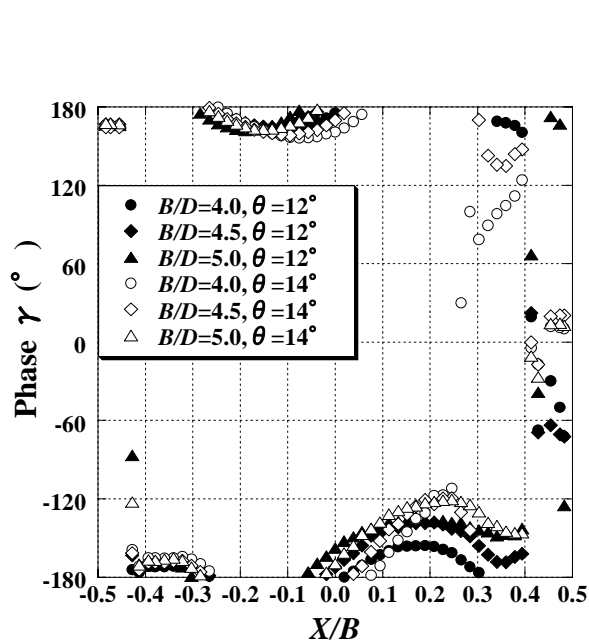 180
120
60
0
-60
-120
-180
Phase γ (°)
B/D=4.0, θ =12°
B/D=4.5, θ =12°
B/D=5.0, θ =12°
B/D=4.0, θ =14°
B/D=4.5, θ =14°
B/D=5.0, θ =14°
-0.5 -0.4 -0.3 -0.2 -0.1 0.0 0.1 0.2 0.3 0.4 0.5
X/B